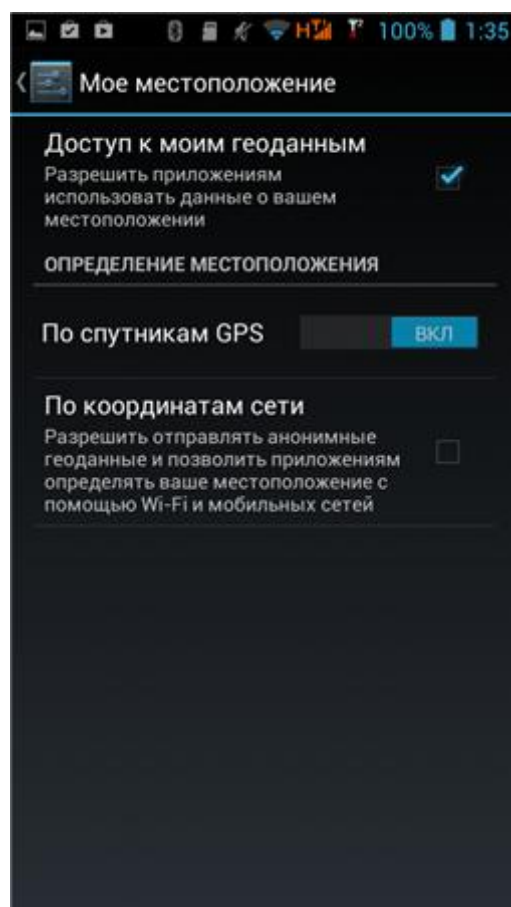 H 100% 1:35
Мое местоположение
Доступ к моим геоданным
Разрешить приложениям
использовать данные о вашем
местоположении
ОПРЕДЕЛЕНИЕ МЕСТОПОЛОЖЕНИЯ
По спутникам GPS ВКЛ
По координатам сети
Разрешить отправлять анонимные
геоданные и позволить приложениям
определять ваше местоположение с
помощью Wi-Fi и мобильных сетей